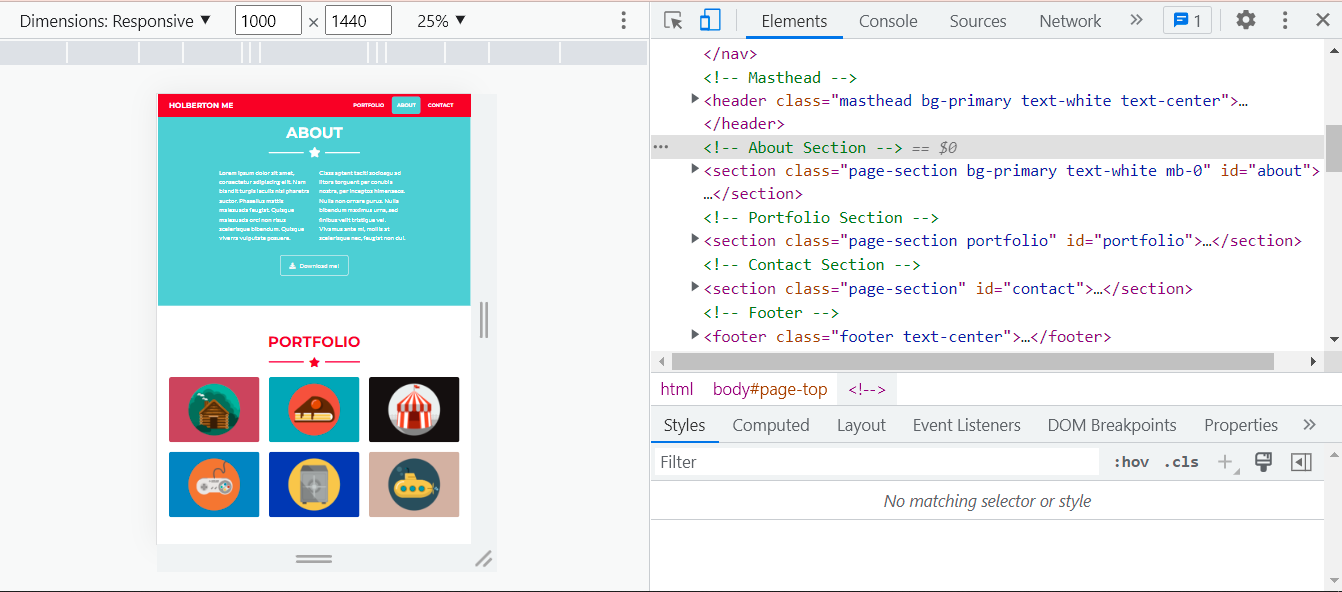 Dimensions: Responsive ▼ 1000 × 1440 25% ▼
HOLBERTON ME PORTFOLIO ABOUT CONTACT
ABOUT
Lorem ipsum dolor sit amet,
consectetur adipiscing elit. Nam
blandit turpis iaculis nisl pharetra
auctor. Phasellus mattis
malesuada feugiat. Quisque
malesuada orci non risus
scelerisque bibendum. Quisque
viverra vulputate posuere.
Class aptent taciti sociosqu ad
litora torquent per conubia
nostra, per inceptos himenaeos.
Nulla non ornare purus. Nulla
bibendum maximus urna, sed
finibus velit tristique vel.
Vivamus ante mi, mollis at
scelerisque nec, feugiat non dui.
Download me!
PORTFOLIO
Elements Console Sources Network » 1
</nav>
<!-- Masthead -->
<header class="masthead bg-primary text-white text-center">…
</header>
<!-- About Section --> == $0
<section class="page-section bg-primary text-white mb-0" id="about">
…</section>
<!-- Portfolio Section -->
<section class="page-section portfolio" id="portfolio">…</section>
<!-- Contact Section -->
<section class="page-section" id="contact">…</section>
<!-- Footer -->
<footer class="footer text-center">…</footer>
html body#page-top <!-->
Styles Computed Layout Event Listeners DOM Breakpoints Properties »
Filter :hov .cls +
No matching selector or style